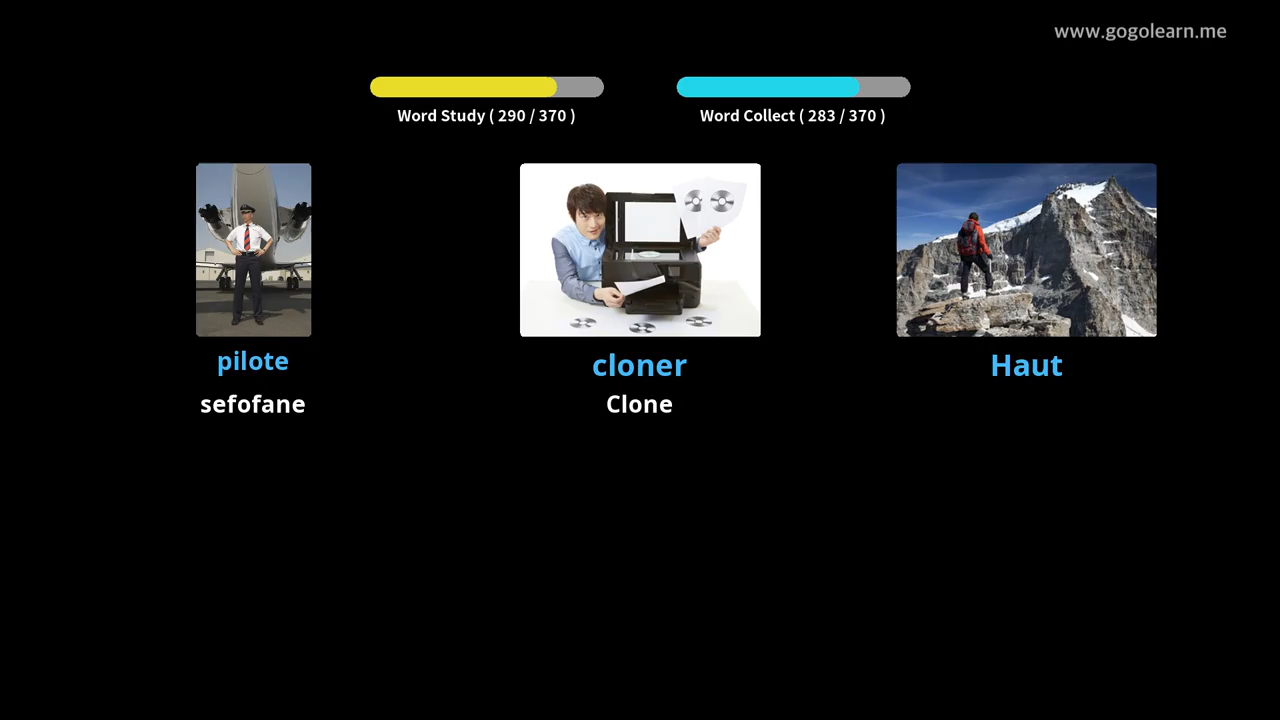 www.gogolearn.me
Word Study ( 290 / 370 )
Word Collect ( 283 / 370 )
pilote
cloner
Haut
sefofane
Clone